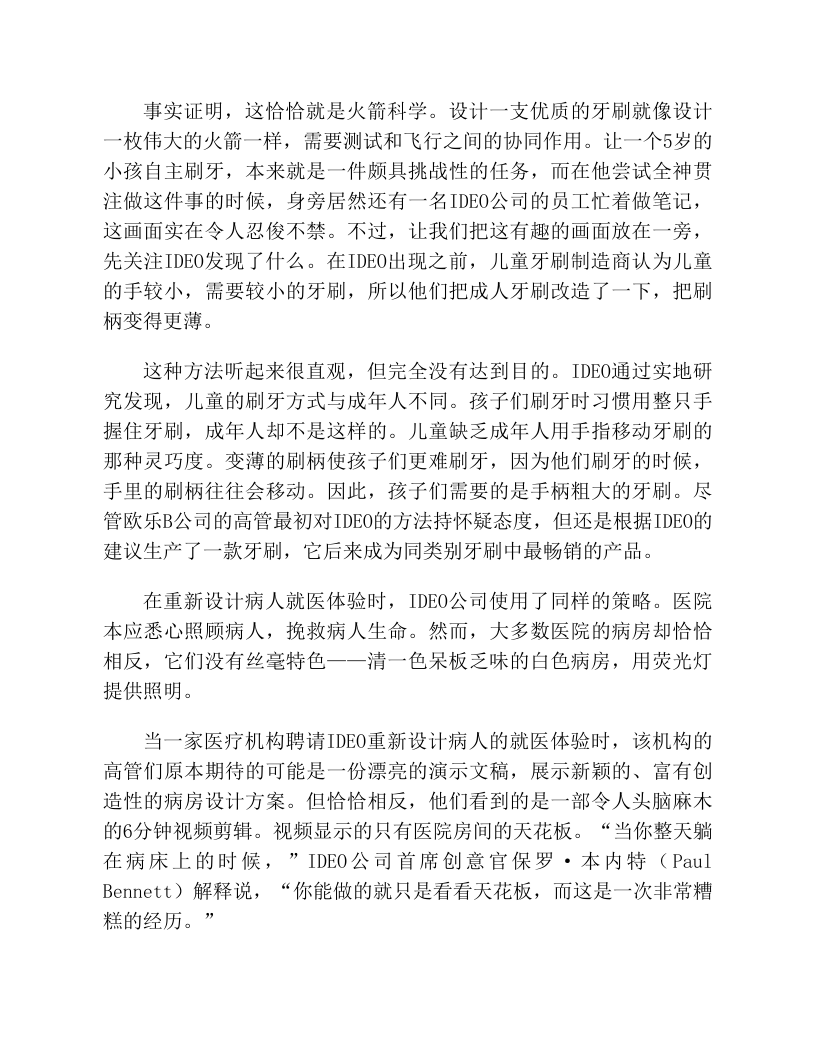 事实证明，这恰恰就是火箭科学。设计一支优质的牙刷就像设计
一枚伟大的火箭一样，需要测试和飞行之间的协同作用。让一个5岁的
小孩自主刷牙，本来就是一件颇具挑战性的任务，而在他尝试全神贯
注做这件事的时候，身旁居然还有一名IDEO公司的员工忙着做笔记，
这画面实在令人忍俊不禁。不过，让我们把这有趣的画面放在一旁，
先关注IDEO发现了什么。在IDEO出现之前，儿童牙刷制造商认为儿童
的手较小，需要较小的牙刷，所以他们把成人牙刷改造了一下，把刷
柄变得更薄。
这种方法听起来很直观，但完全没有达到目的。IDEO通过实地研
究发现，儿童的刷牙方式与成年人不同。孩子们刷牙时习惯用整只手
握住牙刷，成年人却不是这样的。儿童缺乏成年人用手指移动牙刷的
那种灵巧度。变薄的刷柄使孩子们更难刷牙，因为他们刷牙的时候，
手里的刷柄往往会移动。因此，孩子们需要的是手柄粗大的牙刷。尽
管欧乐B公司的高管最初对IDEO的方法持怀疑态度，但还是根据IDEO的
建议生产了一款牙刷，它后来成为同类别牙刷中最畅销的产品。
在重新设计病人就医体验时，IDEO公司使用了同样的策略。医院
本应悉心照顾病人，挽救病人生命。然而，大多数医院的病房却恰恰
相反，它们没有丝毫特色——清一色呆板乏味的白色病房，用荧光灯
提供照明。
当一家医疗机构聘请IDEO重新设计病人的就医体验时，该机构的
高管们原本期待的可能是一份漂亮的演示文稿，展示新颖的、富有创
造性的病房设计方案。但恰恰相反，他们看到的是一部令人头脑麻木
的6分钟视频剪辑。视频显示的只有医院房间的天花板。“当你整天躺
在病床上的时候，”IDEO公司首席创意官保罗·本内特（Paul
Bennett）解释说，“你能做的就只是看看天花板，而这是一次非常糟
糕的经历。”